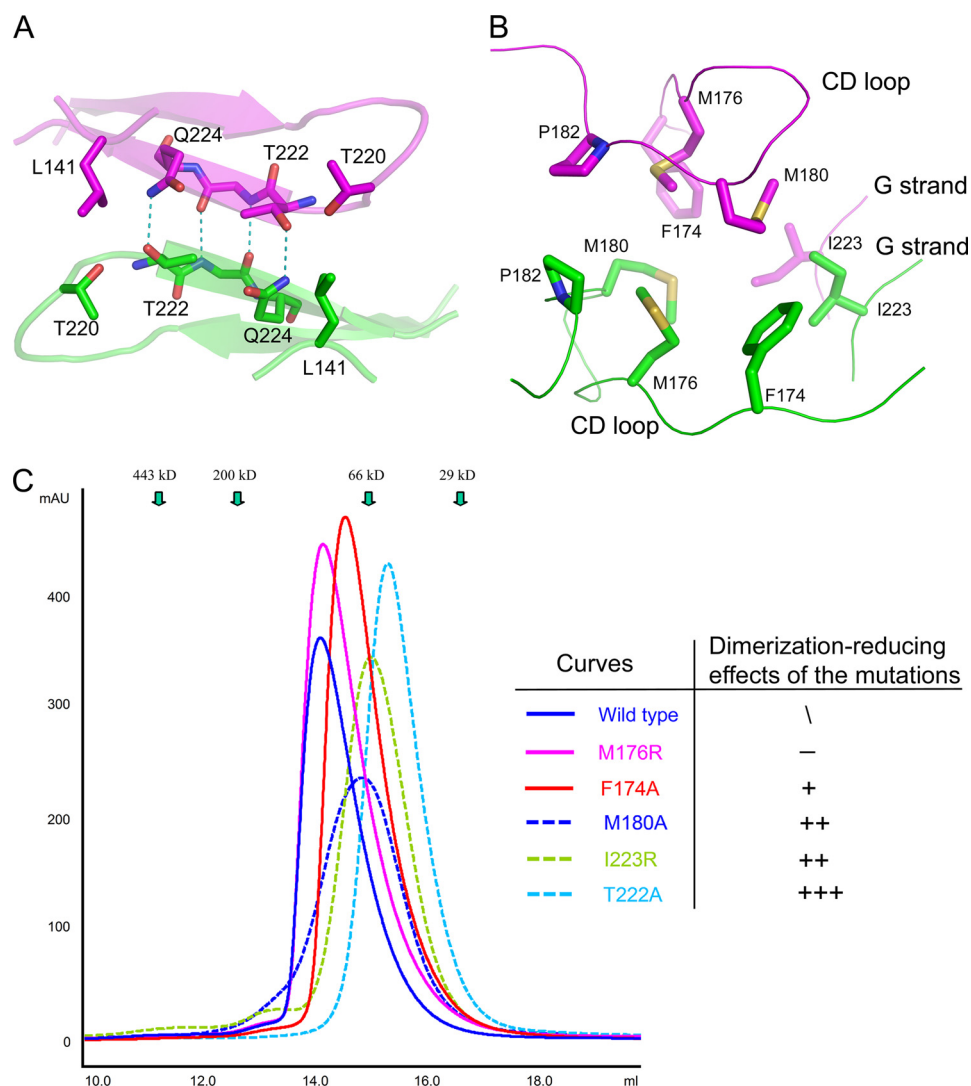 A
B
Q224
T222
T220
L141
T220
T222
Q224
L141
M176
CD loop
P182
M180
G strand
F174
I223
G strand
M180
P182
I223
M176
F174
CD loop
C
443 kD
200 kD
66 kD
29 kD
mAU
400
300
200
100
0
10.0
12.0
14.0
16.0
18.0
ml
Curves
Dimerization-reducing
effects of the mutations
Wild type
\
M176R
–
F174A
+
M180A
++
I223R
++
T222A
+++